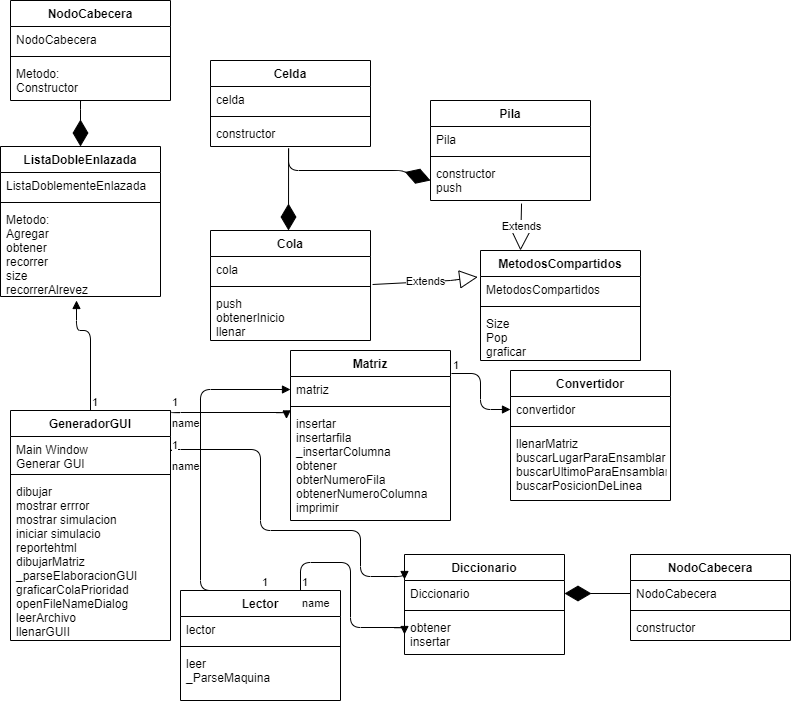 NodoCabecera
NodoCabecera
Metodo:
Constructor
ListaDobleEnlazada
ListaDoblementeEnlazada
Metodo:
Agregar
obtener
recorrer
size
recorrerAlrevez
Celda
celda
constructor
Pila
Pila
constructor
push
Extends
Cola
cola
push
obtenerInicio
llenar
Extends
MetodosCompartidos
MetodosCompartidos
Size
Pop
graficar
Matriz
matriz
insertar
insertarfila
_insertarColumna
obtener
obterNumeroFila
obtenerNumeroColumna
imprimir
1
Convertidor
convertidor
llenarMatriz
buscarLugarParaEnsamblar
buscarUltimoParaEnsamblar
buscarPosicionDeLinea
1
GeneradorGUI
Main Window
Generar GUI
dibujar
mostrar errror
mostrar simulacion
iniciar simulacio
reportehtml
dibujarMatriz
_parseElaboracionGUI
graficarColaPrioridad
openFileNameDialog
leerArchivo
llenarGUII
1
name
1
name
1
1
name
Lector
lector
leer
_ParseMaquina
Diccionario
Diccionario
obtener
insertar
NodoCabecera
NodoCabecera
constructor